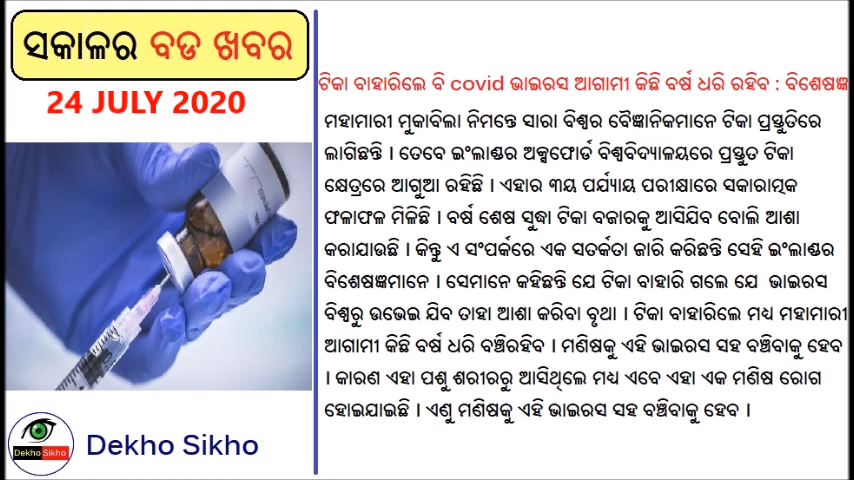 ସକାଳର ବଡ ଖବର
24 JULY 2020
ଟିକା ବାହାରିଲେ ବି covid ଭାଇରସ ଆଗାମୀ କିଛି ବର୍ଷ ଧରି ରହିବ : ବିଶେଷଜ୍ଞ
ମହାମାରୀ ମୁକାବିଲା ନିମନ୍ତେ ସାରା ବିଶ୍ୱର ବୈଜ୍ଞାନିକମାନେ ଟିକା ପ୍ରସ୍ତୁତିରେ
ଲାଗିଛନ୍ତି । ତେବେ ଇଂଲାଣ୍ଡର ଅକ୍ସଫୋର୍ଡ ବିଶ୍ୱବିଦ୍ୟାଳୟରେ ପ୍ରସ୍ତୁତ ଟିକା
କ୍ଷେତ୍ରରେ ଆଗୁଆ ରହିଛି । ଏହାର ୩ୟ ପର୍ଯ୍ୟାୟ ପରୀକ୍ଷାରେ ସକାରାତ୍ମକ
ଫଳାଫଳ ମିଳିଛି । ବର୍ଷ ଶେଷ ସୁଦ୍ଧା ଟିକା ବଜାରକୁ ଆସିଯିବ ବୋଲି ଆଶା
କରାଯାଉଛି । କିନ୍ତୁ ଏ ସଂପର୍କରେ ଏକ ସତର୍କତା ଜାରି କରିଛନ୍ତି ସେହି ଇଂଲାଣ୍ଡର
ବିଶେଷଜ୍ଞମାନେ । ସେମାନେ କହିଛନ୍ତି ଯେ ଟିକା ବାହାରି ଗଲେ ଯେ ଭାଇରସ
ବିଶ୍ୱରୁ ଉଭେଇ ଯିବ ତାହା ଆଶା କରିବା ବୃଥା । ଟିକା ବାହାରିଲେ ମଧ୍ୟ ମହାମାରୀ
ଆଗାମୀ କିଛି ବର୍ଷ ଧରି ବଞ୍ଚିରହିବ । ମଣିଷକୁ ଏହି ଭାଇରସ ସହ ବଞ୍ଚିବାକୁ ହେବ
। କାରଣ ଏହା ପଶୁ ଶରୀରରୁ ଆସିଥିଲେ ମଧ୍ୟ ଏବେ ଏହା ଏକ ମଣିଷ ରୋଗ
ହୋଇଯାଇଛି । ଏଣୁ ମଣିଷକୁ ଏହି ଭାଇରସ ସହ ବଞ୍ଚିବାକୁ ହେବ ।
Dekho Sikho
Dekho Sikho